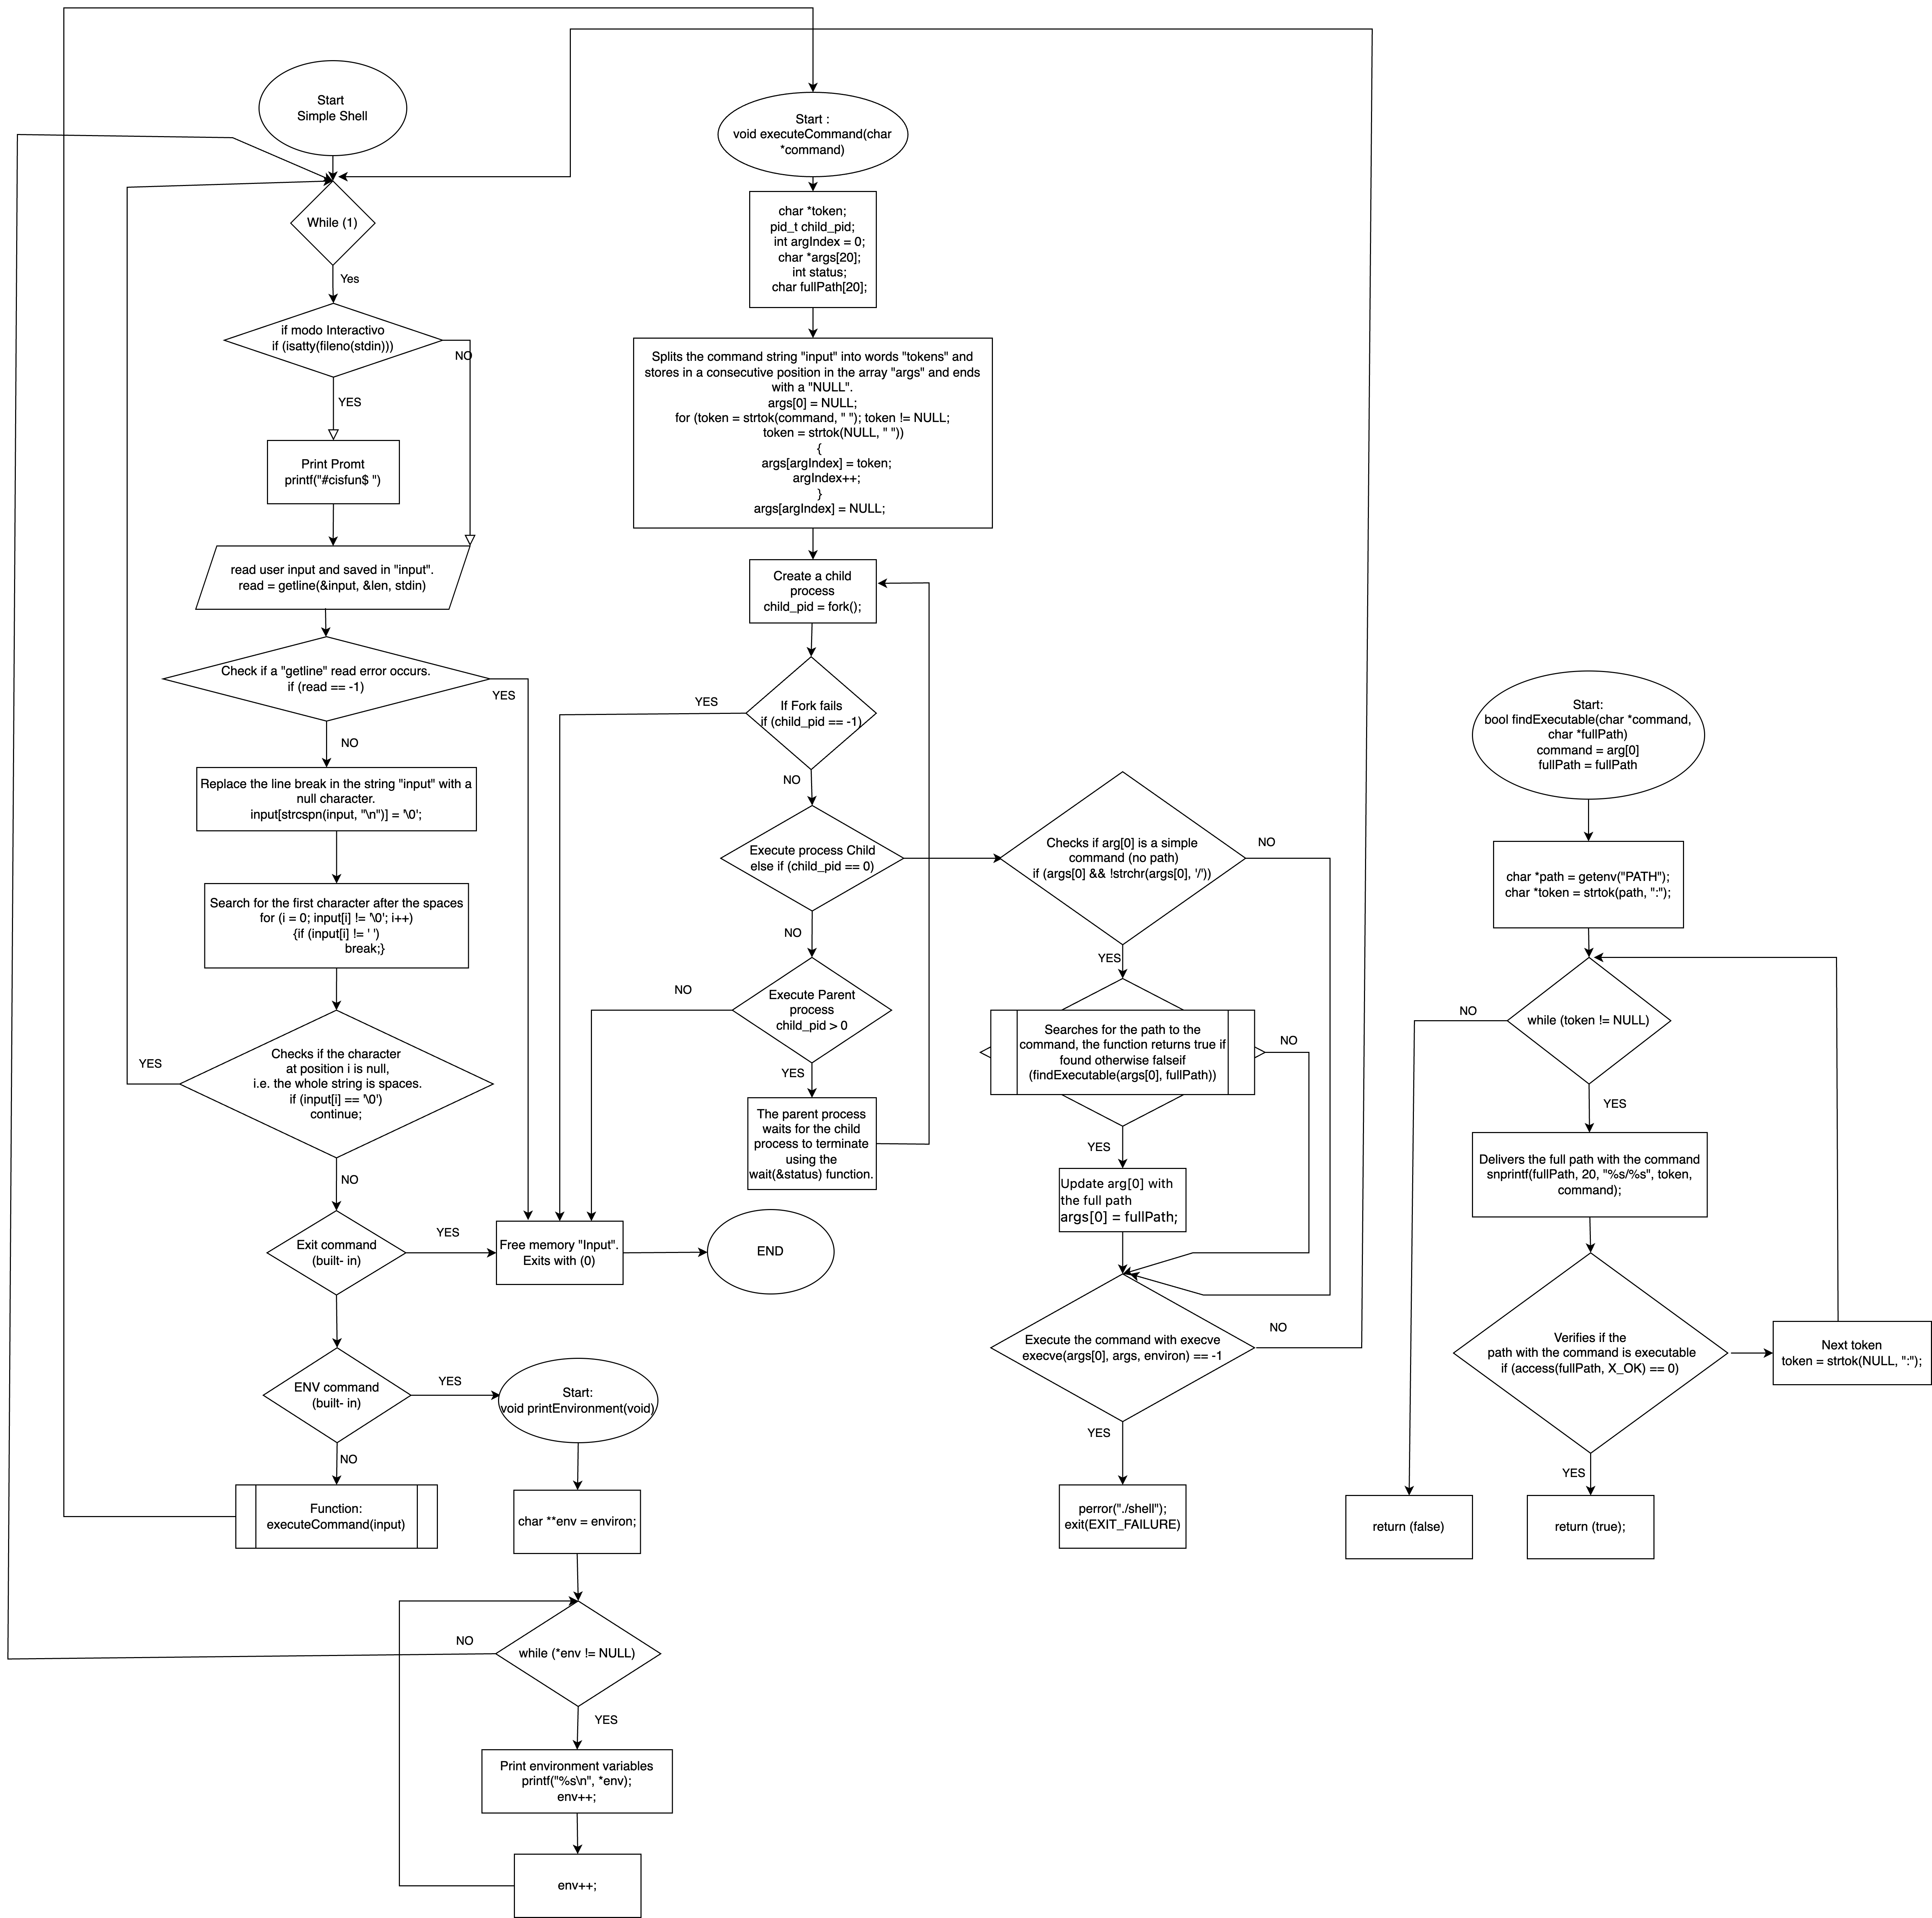 Start
Simple Shell
While (1)
Yes
if modo Interactivo
if (isatty(fileno(stdin)))
NO
YES
Print Promt
printf("#cisfun$ ")
read user input and saved in "input".
read = getline(&input, &len, stdin)
Check if a "getline" read error occurs.
if (read == -1)
YES
NO
Replace the line break in the string "input" with a
null character.
input[strcspn(input, "\n")] = '\0';
Search for the first character after the spaces
for (i = 0; input[i] != '\0'; i++)
{if (input[i] != ' ')
break;}
Checks if the character
at position i is null,
i.e. the whole string is spaces.
if (input[i] == '\0')
continue;
YES
NO
Exit command
(built- in)
YES
Free memory "Input".
Exits with (0)
END
ENV command
(built- in)
YES
NO
Function:
executeCommand(input)
Start:
void printEnvironment(void)
char **env = environ;
while (*env != NULL)
NO
YES
Print environment variables
printf("%s\n", *env);
env++;
env++;
Start :
void executeCommand(char
*command)
char *token;
pid_t child_pid;
int argIndex = 0;
char *args[20];
int status;
char fullPath[20];
Splits the command string "input" into words "tokens" and
stores in a consecutive position in the array "args" and ends
with a "NULL".
args[0] = NULL;
for (token = strtok(command, " "); token != NULL;
token = strtok(NULL, " "))
{
args[argIndex] = token;
argIndex++;
}
args[argIndex] = NULL;
Create a child
process
child_pid = fork();
If Fork fails
if (child_pid == -1)
YES
NO
Execute process Child
else if (child_pid == 0)
NO
Execute Parent
process
child_pid > 0
NO
YES
The parent process
waits for the child
process to terminate
using the
wait(&status) function.
Checks if arg[0] is a simple
command (no path)
if (args[0] && !strchr(args[0], '/'))
NO
YES
Searches for the path to the
command, the function returns true if
found otherwise falseif
(findExecutable(args[0], fullPath))
NO
YES
Update arg[0] with
the full path
args[0] = fullPath;
Execute the command with execve
execve(args[0], args, environ) == -1
NO
YES
perror("./shell");
exit(EXIT_FAILURE)
Start:
bool findExecutable(char *command,
char *fullPath)
command = arg[0]
fullPath = fullPath
char *path = getenv("PATH");
char *token = strtok(path, ":");
while (token != NULL)
NO
YES
Delivers the full path with the command
snprintf(fullPath, 20, "%s/%s", token,
command);
Verifies if the
path with the command is executable
if (access(fullPath, X_OK) == 0)
Next token
token = strtok(NULL, ":");
YES
return (false)
return (true);